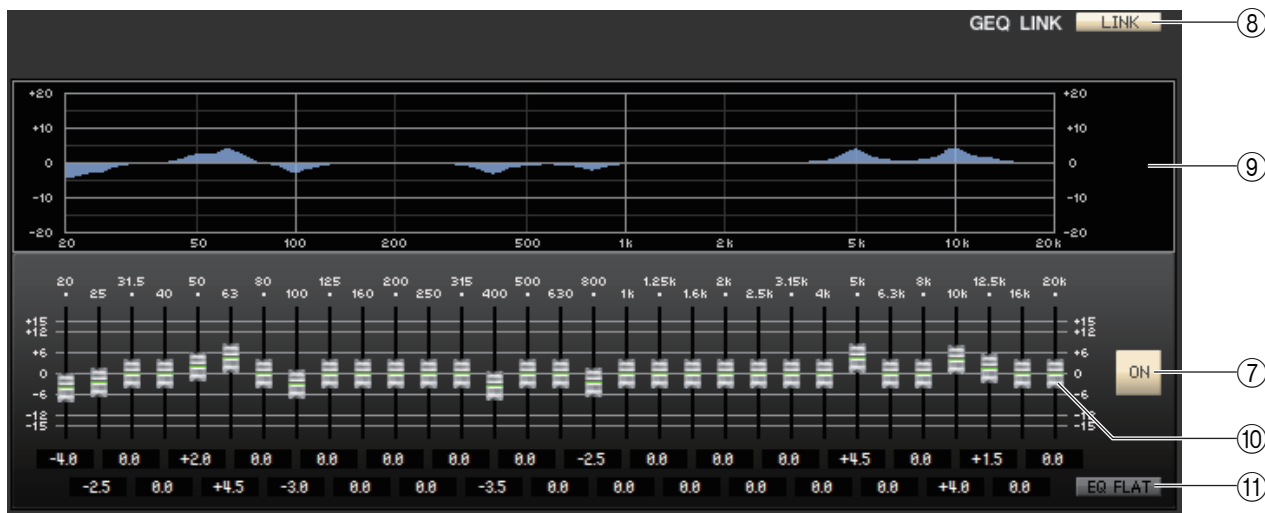 GEQ LINK LINK ⑧
+20 +20
+10 +10
0 0 ⑨
-10 -10
-20 -20
20 50 100 200 500 1k 2k 5k 10k 20k
20 31.5 50 80 125 200 315 500 800 1.25k 2k 3.15k 5k 8k 12.5k 20k
25 40 63 100 160 250 400 630 1k 1.6k 2.5k 4k 6.3k 10k 16k
+15 +15
+12 +12
+6 +6
0 0 ON ⑦
-6 -6
-12 -12
-15 -15 ⑩
-4.0 0.0 +2.0 0.0 0.0 0.0 0.0 0.0 -2.5 0.0 0.0 0.0 +4.5 0.0 +1.5 0.0
-2.5 0.0 +4.5 -3.0 0.0 0.0 -3.5 0.0 0.0 0.0 0.0 0.0 0.0 +4.0 0.0 EQ FLAT ⑪